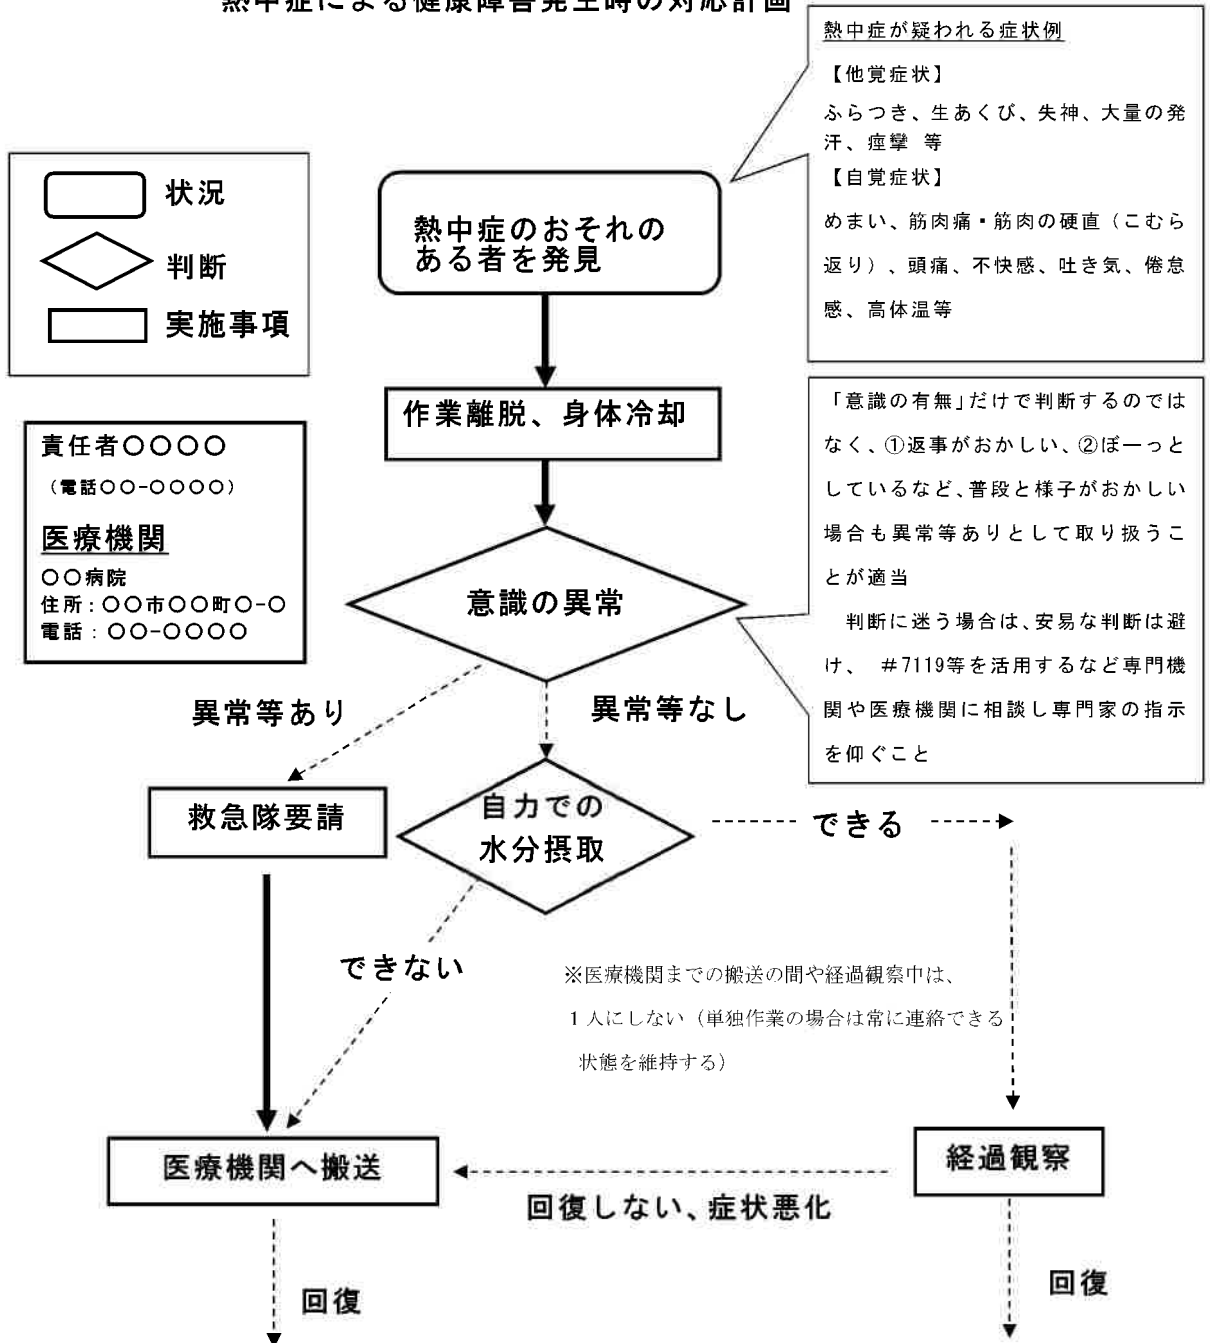 熱中症による健康障害発生時の対応計画
熱中症が疑われる症状例
【他覚症状】
ふらつき、生あくび、失神、大量の発
汗、痙攣 等
【自覚症状】
めまい、筋肉痛・筋肉の硬直（こむら
返り）、頭痛、不快感、吐き気、倦怠
感、高体温等
状況
判断
実施事項
熱中症のおそれの
ある者を発見
作業離脱、身体冷却
責任者〇〇〇〇
（電話〇〇-〇〇〇〇）
医療機関
〇〇病院
住所：〇〇市〇〇町〇-〇
電話：〇〇-〇〇〇〇
「意識の有無」だけで判断するのでは
なく、①返事がおかしい、②ぼーっと
しているなど、普段と様子がおかしい
場合も異常等ありとして取り扱うこ
とが適当
判断に迷う場合は、安易な判断は避
け、 ＃7119等を活用するなど専門機
関や医療機関に相談し専門家の指示
を仰ぐこと
意識の異常
異常等あり
異常等なし
救急隊要請
自力での
水分摂取
できる
できない
※医療機関までの搬送の間や経過観察中は、
１人にしない（単独作業の場合は常に連絡できる
状態を維持する）
医療機関へ搬送
経過観察
回復しない、症状悪化
回復
回復